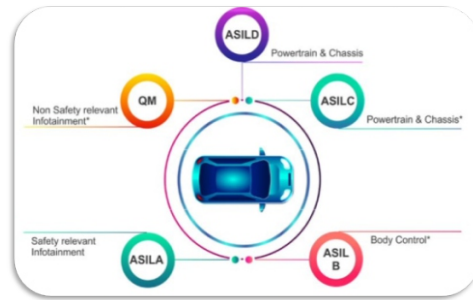 ASILD
Powertrain & Chassis
QM
Non Safety relevant
Infotainment*
ASILC
Powertrain & Chassis*
Safety relevant
Infotainment
ASILA
ASIL
B
Body Control*